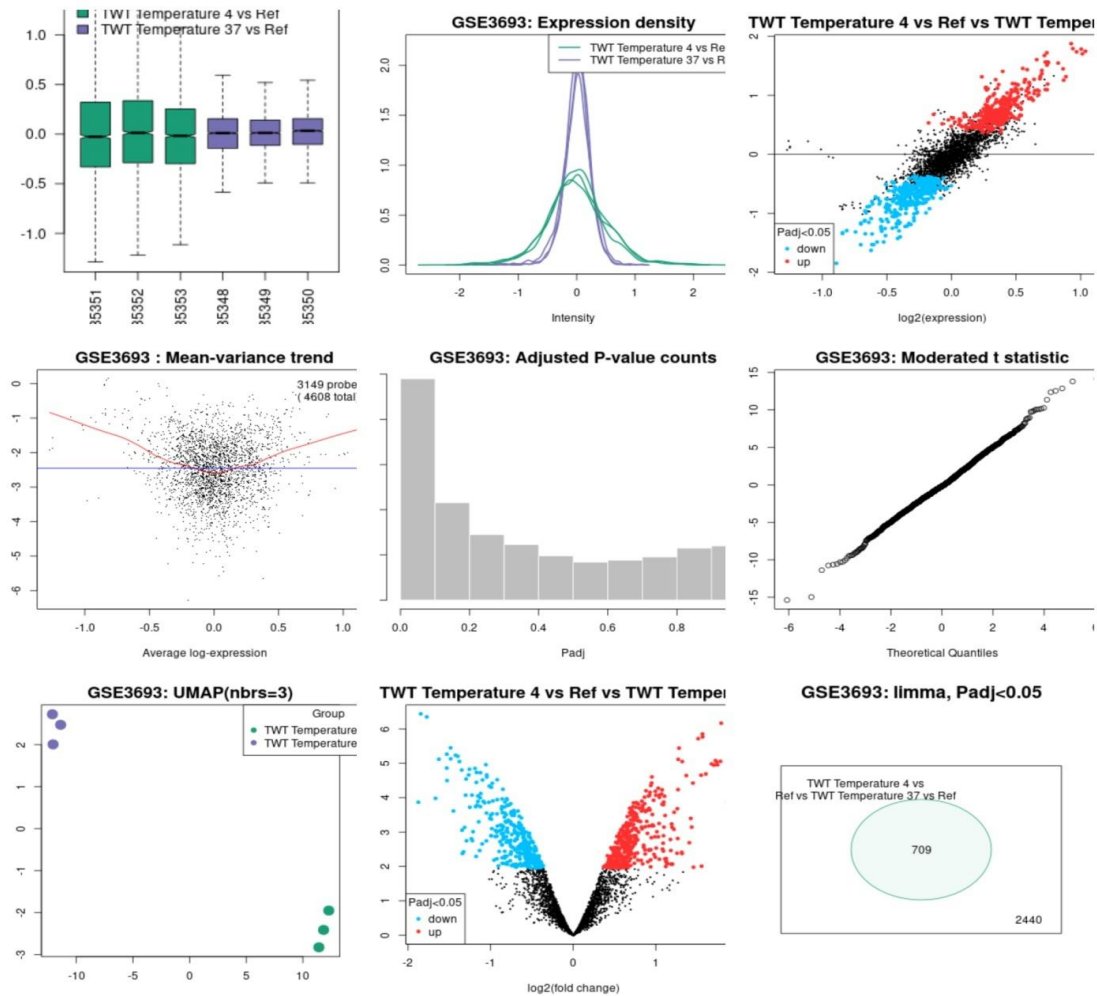 TWT Temperature 4 vs Ref
TWT Temperature 37 vs Ref
1.0
0.5
0.0
-0.5
-1.0
35351
35352
35353
35348
35349
35350
GSE3693: Expression density
TWT Temperature 4 vs Re
TWT Temperature 37 vs R
2.0
1.5
1.0
0.5
0.0
-2 -1 0 1 2
Intensity
TWT Temperature 4 vs Ref vs TWT Temper
2
1
0
-1
-2
Padj<0.05
down
up
-1.0 -0.5 0.0 0.5 1.0
log2(expression)
GSE3693 : Mean-variance trend
3149 probe
( 4608 total
0
-1
-2
-3
-4
-5
-6
-1.0 -0.5 0.0 0.5 1.0
Average log-expression
GSE3693: Adjusted P-value counts
0.0 0.2 0.4 0.6 0.8
Padj
GSE3693: Moderated t statistic
15
10
5
0
-5
-10
-15
-6 -4 -2 0 2 4 6
Theoretical Quantiles
GSE3693: UMAP(nbrs=3)
Group
TWT Temperature
TWT Temperature
2
1
0
-1
-2
-3
-10 -5 0 5 10
TWT Temperature 4 vs Ref vs TWT Temper
6
5
4
3
2
1
0
Padj<0.05
down
up
-2 -1 0 1
log2(fold change)
GSE3693: limma, Padj<0.05
TWT Temperature 4 vs
Ref vs TWT Temperature 37 vs Ref
709
2440